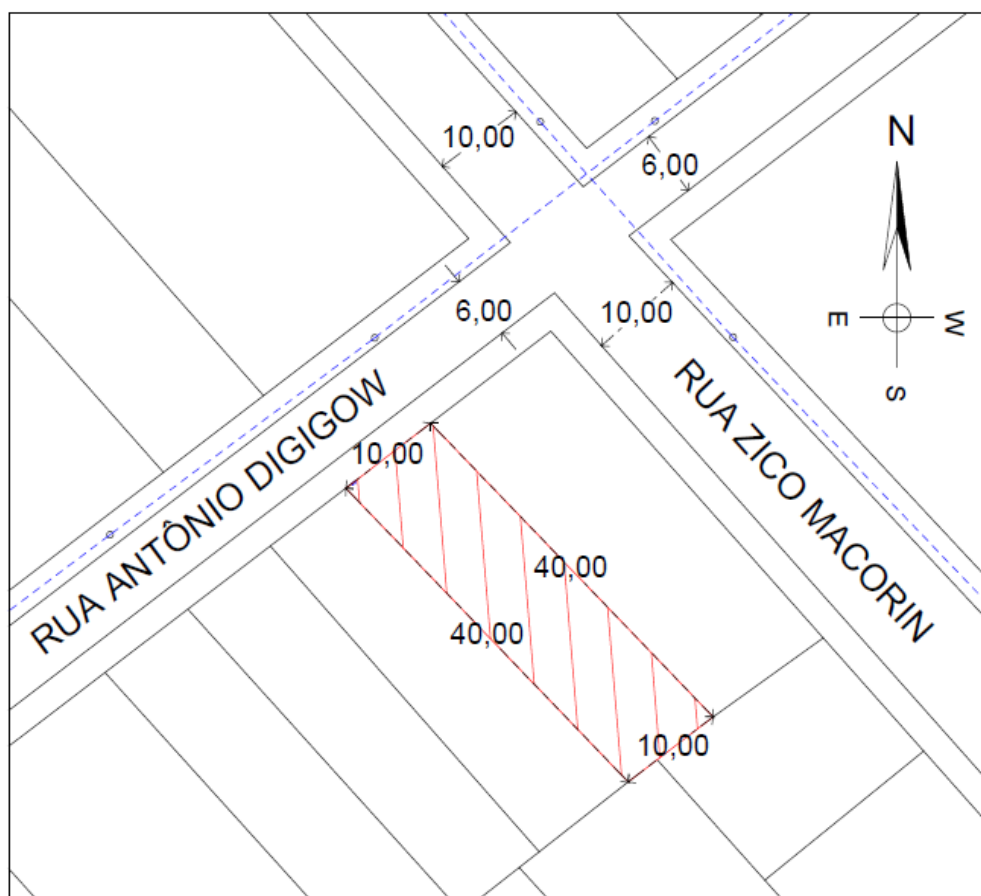 N
10,00
6,00
E
W
S
6,00
10,00
RUA ANTÔNIO DIGIGOW
RUA ZICO MACORIN
10,00
40,00
40,00
10,00